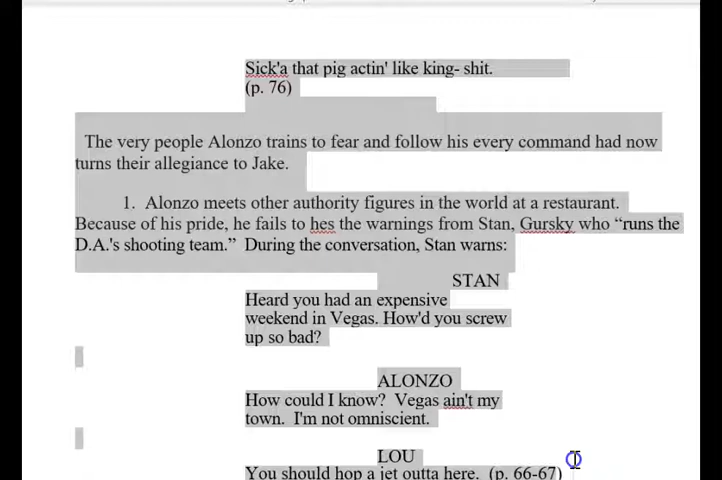 Sick'a that pig actin' like king- shit.
(p. 76)
The very people Alonzo trains to fear and follow his every command had now
turns their allegiance to Jake.
1. Alonzo meets other authority figures in the world at a restaurant.
Because of his pride, he fails to hes the warnings from Stan, Gursky who “runs the
D.A.'s shooting team.” During the conversation, Stan warns:
STAN
Heard you had an expensive
weekend in Vegas. How'd you screw
up so bad?
ALONZO
How could I know? Vegas ain't my
town. I'm not omniscient.
LOU
You should hop a jet outta here. (p. 66-67)